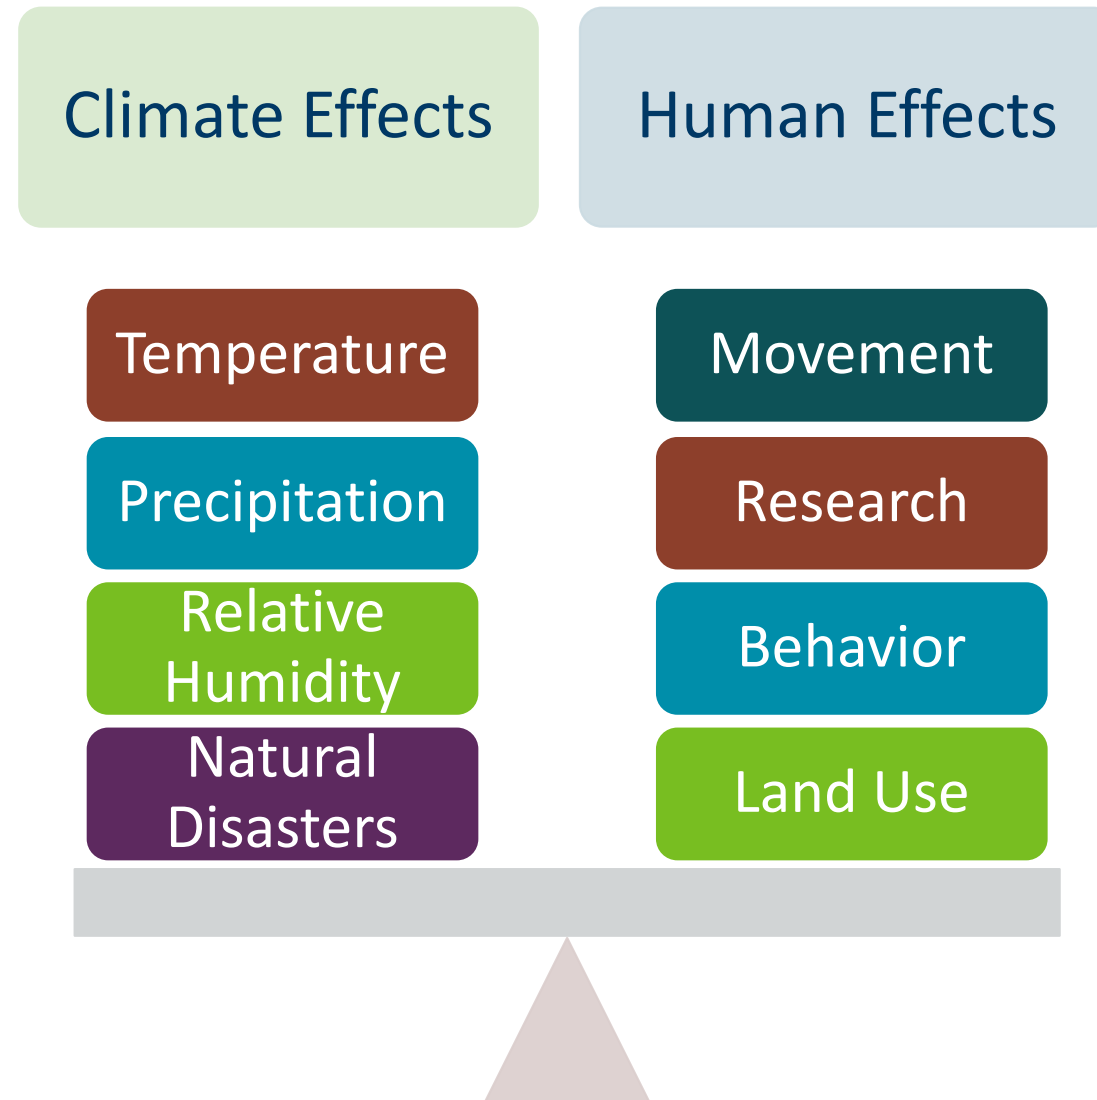 Climate Effects
Human Effects
Temperature
Precipitation
Relative
Humidity
Natural
Disasters
Movement
Research
Behavior
Land Use